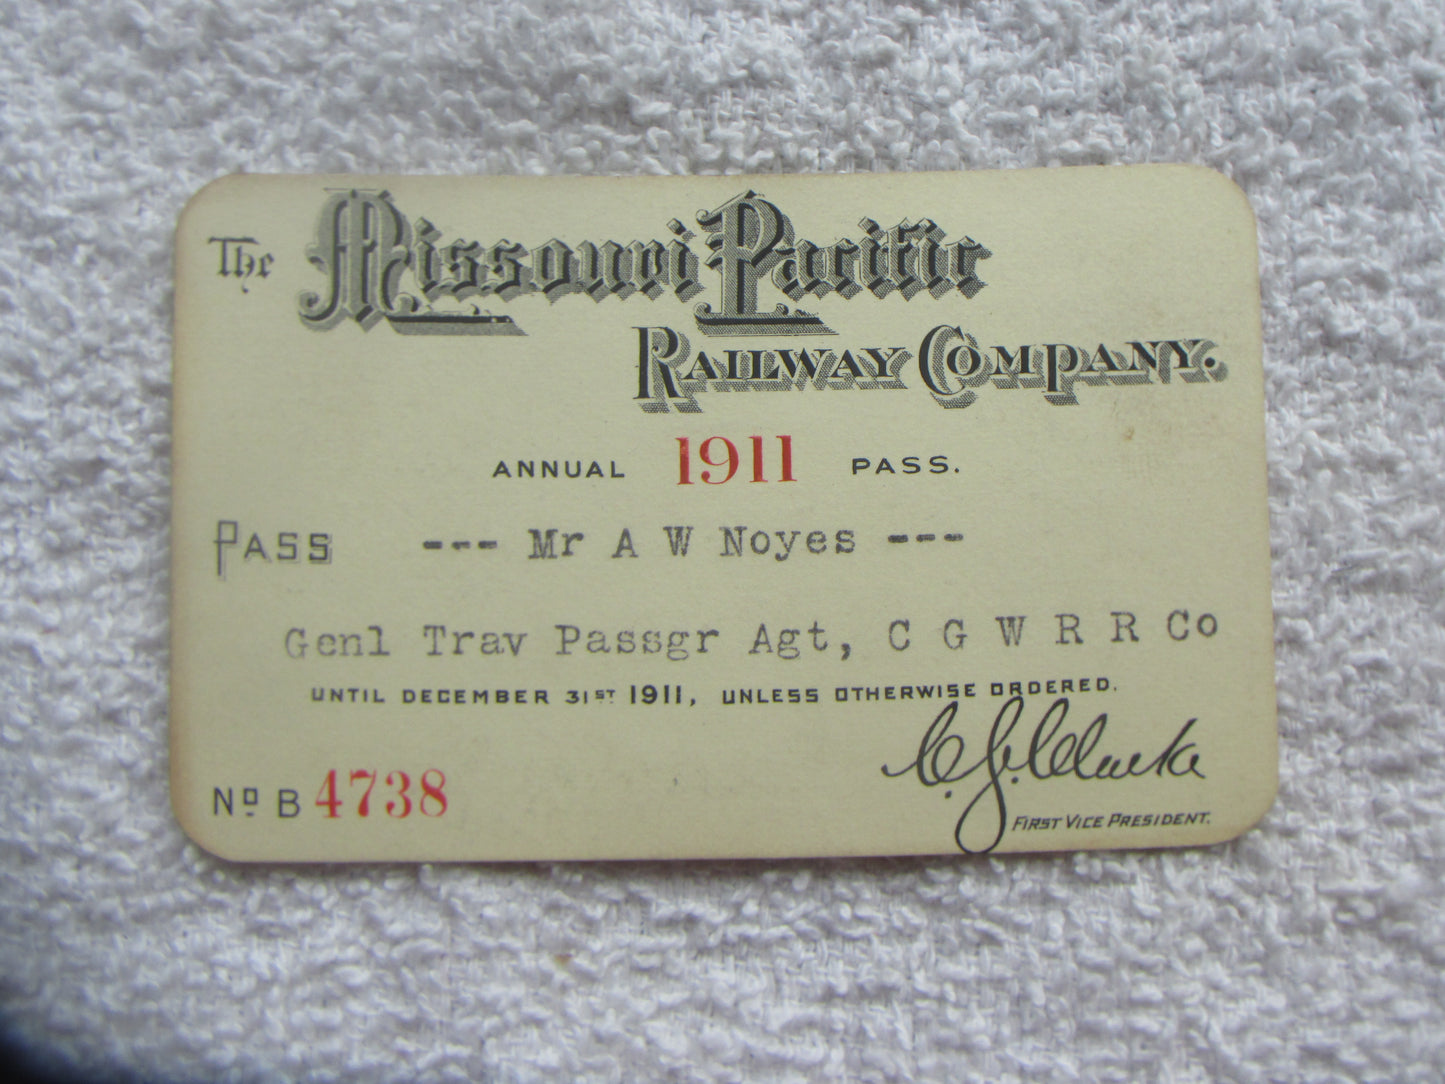 The Missouri Pacific
RAILWAY COMPANY.
ANNUAL 1911 PASS.
PASS --- Mr A W Noyes ---
Genl Trav Passgr Agt, C G W R R Co
UNTIL DECEMBER 31ST 1911, UNLESS OTHERWISE ORDERED.
C. S. Clarke
No B 4738
FIRST VICE PRESIDENT.